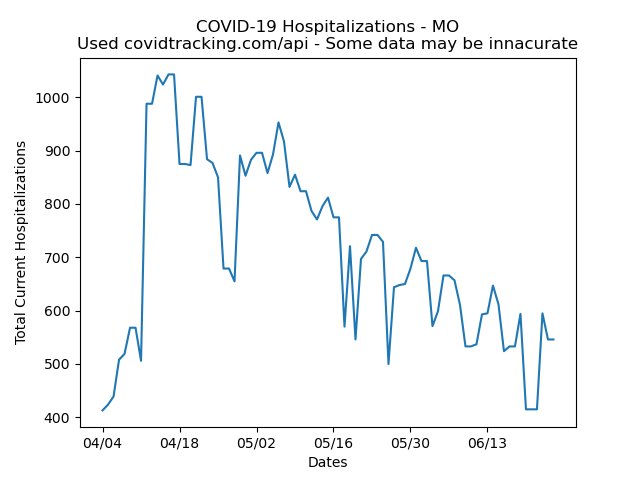 COVID-19 Hospitalizations - MO
Used covidtracking.com/api - Some data may be innacurate
Total Current Hospitalizations
1000
900
800
700
600
500
400
04/04 04/18 05/02 05/16 05/30 06/13
Dates